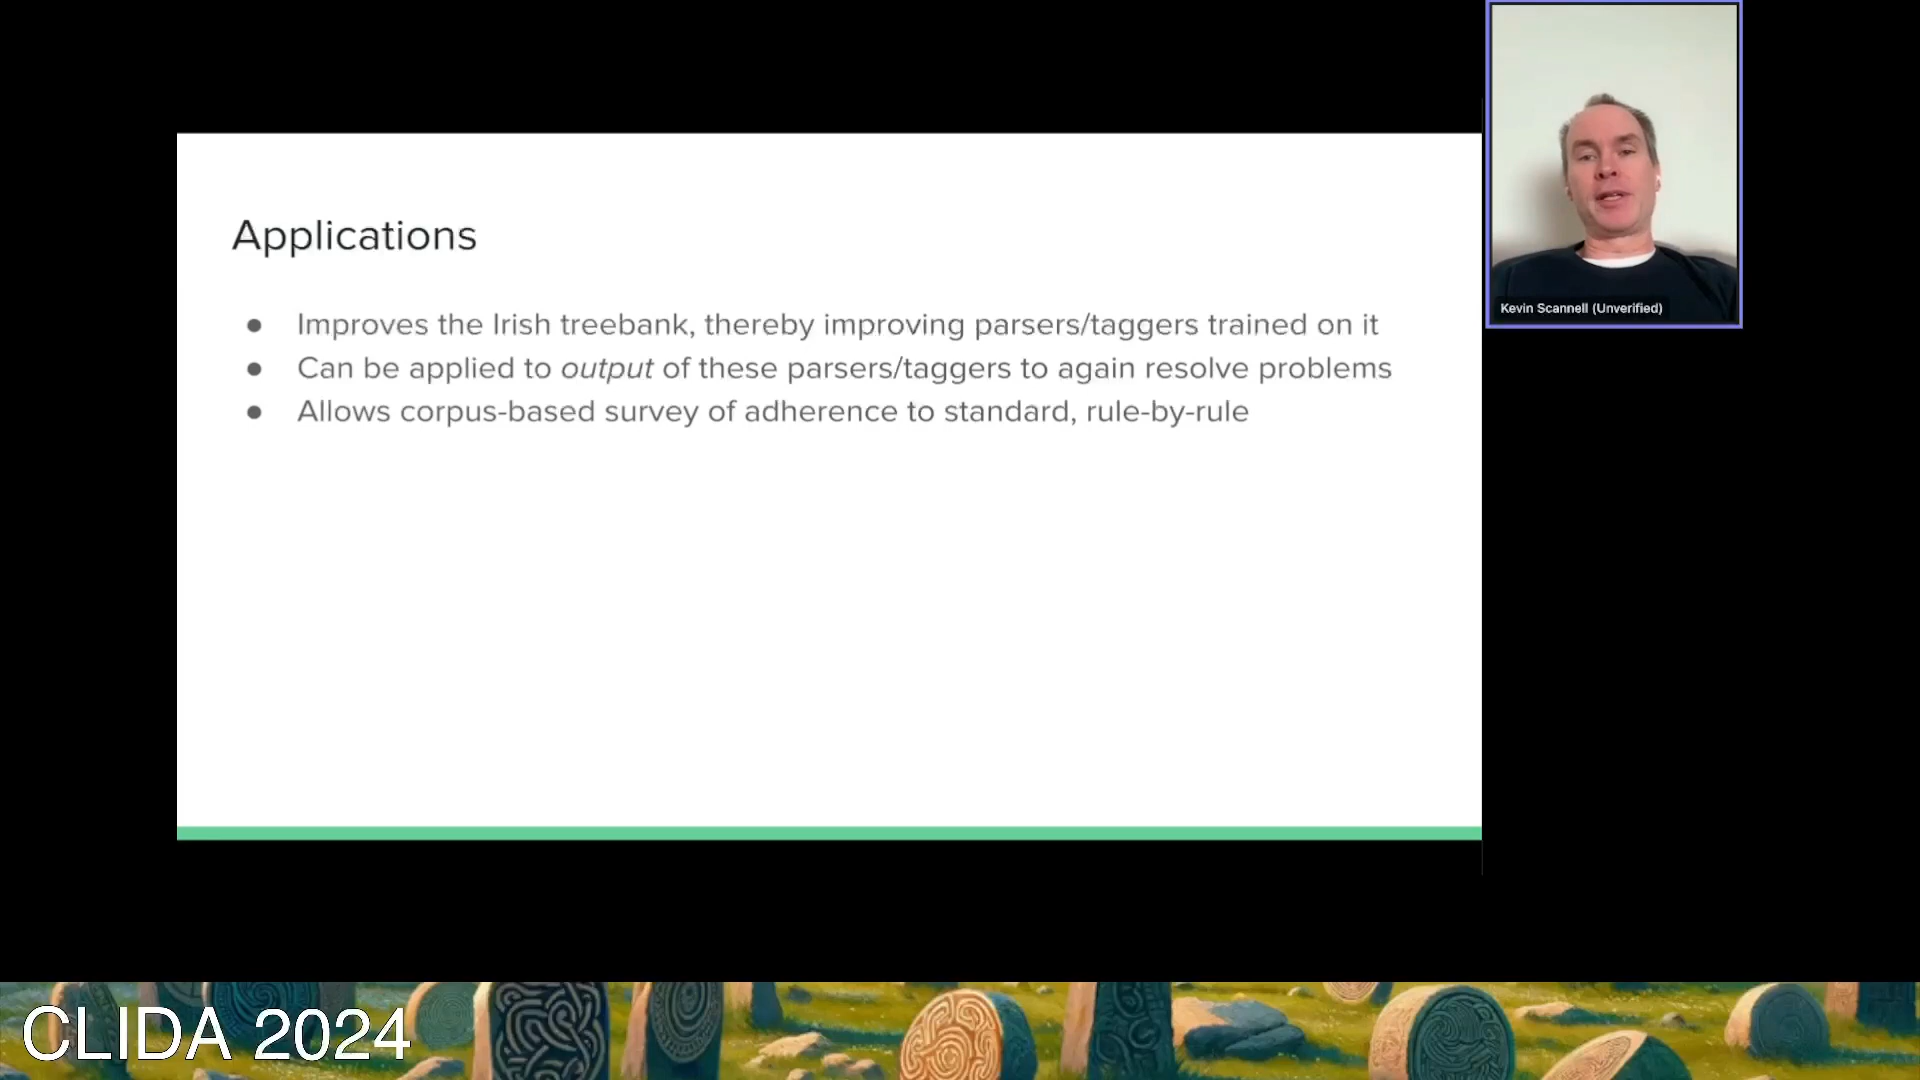 Applications
● Improves the Irish treebank, thereby improving parsers/taggers trained on it
● Can be applied to output of these parsers/taggers to again resolve problems
● Allows corpus-based survey of adherence to standard, rule-by-rule
Kevin Scannell (Unverified)
CLIDA 2024